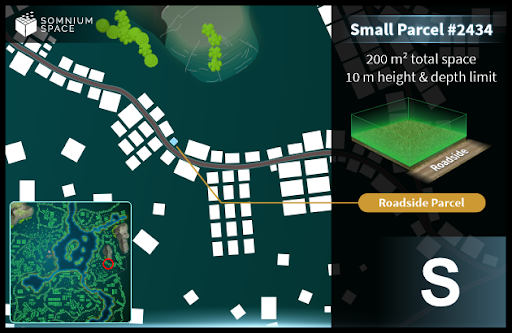 SOMNIUM
SPACE
Small Parcel #2434
200 m² total space
10 m height & depth limit
Roadside
Roadside Parcel
S